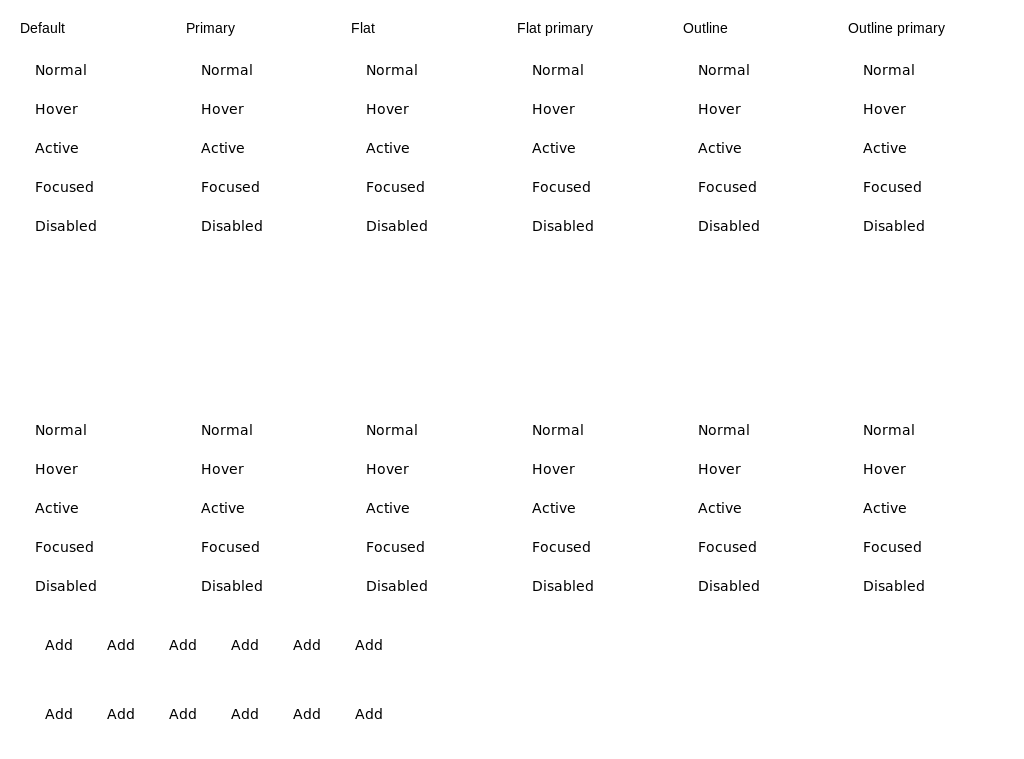 Default Primary Flat Flat primary Outline Outline primary
Normal Normal Normal Normal Normal Normal
Hover Hover Hover Hover Hover Hover
Active Active Active Active Active Active
Focused Focused Focused Focused Focused Focused
Disabled Disabled Disabled Disabled Disabled Disabled
Normal Normal Normal Normal Normal Normal
Hover Hover Hover Hover Hover Hover
Active Active Active Active Active Active
Focused Focused Focused Focused Focused Focused
Disabled Disabled Disabled Disabled Disabled Disabled
Add Add Add Add Add Add
Add Add Add Add Add Add